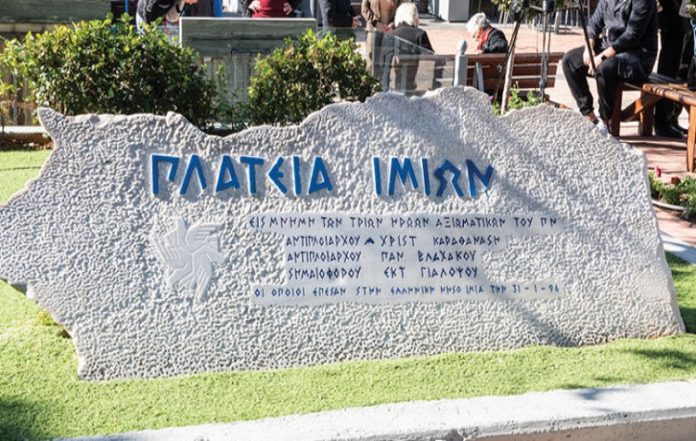 ΠΛΑΤΕΙΑ ΙΜΙΩΝ
ΕΙΣ ΜΝΗΜΗ ΤΩΝ ΤΡΙΩΝ ΗΡΩΩΝ ΑΞΙΩΜΑΤΙΚΩΝ ΤΟΥ ΠΝ
ΑΝΤΙΠΛΟΙΑΡΧΟΥ ΧΡΙΣΤ ΚΑΡΑΘΑΝΑΣΗ
ΑΝΤΙΠΛΟΙΑΡΧΟΥ ΠΑΝ ΒΛΑΧΑΚΟΥ
ΣΗΜΑΙΟΦΟΡΟΥ ΕΚΤ ΓΙΑΛΟΨΟΥ
ΟΙ ΟΠΟΙΟΙ ΕΠΕΣΑΝ ΣΤΗΝ ΕΛΛΗΝΙΚΗ ΝΗΣΟ ΙΜΙΑ ΤΗΝ 31-1-96